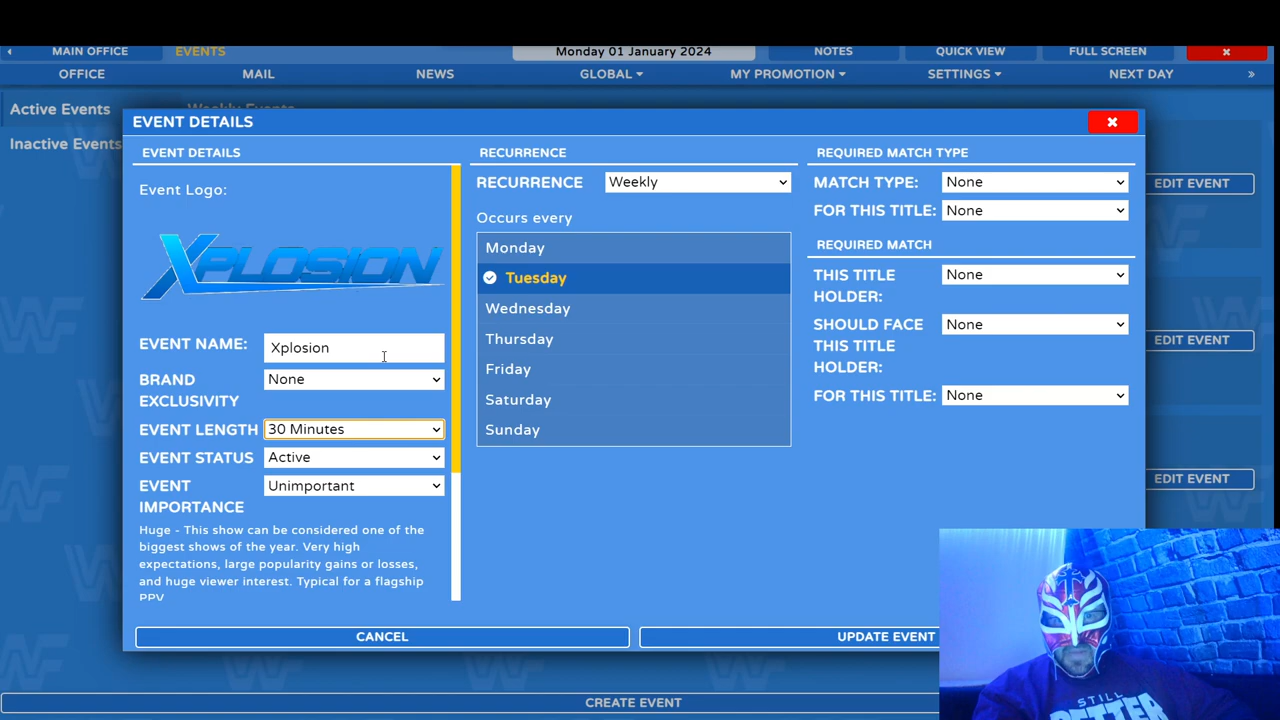 MAIN OFFICE
EVENTS
Monday 01 January 2024
NOTES
QUICK VIEW
FULL SCREEN
OFFICE
MAIL
NEWS
GLOBAL
MY PROMOTION
SETTINGS
NEXT DAY
»
Active Events
Weekly Events
Inactive Events
EVENT DETAILS
EVENT DETAILS
Event Logo:
XPLOSION
EVENT NAME: Xplosion
BRAND EXCLUSIVITY None
EVENT LENGTH 30 Minutes
EVENT STATUS Active
EVENT IMPORTANCE Unimportant
Huge - This show can be considered one of the
biggest shows of the year. Very high
expectations, large popularity gains or losses,
and huge viewer interest. Typical for a flagship
PPV
RECURRENCE
RECURRENCE Weekly
Occurs every
Monday
Tuesday
Wednesday
Thursday
Friday
Saturday
Sunday
REQUIRED MATCH TYPE
MATCH TYPE: None
FOR THIS TITLE: None
REQUIRED MATCH
THIS TITLE HOLDER: None
SHOULD FACE THIS TITLE HOLDER: None
FOR THIS TITLE: None
EDIT EVENT
EDIT EVENT
EDIT EVENT
CANCEL
UPDATE EVENT
CREATE EVENT
STILL